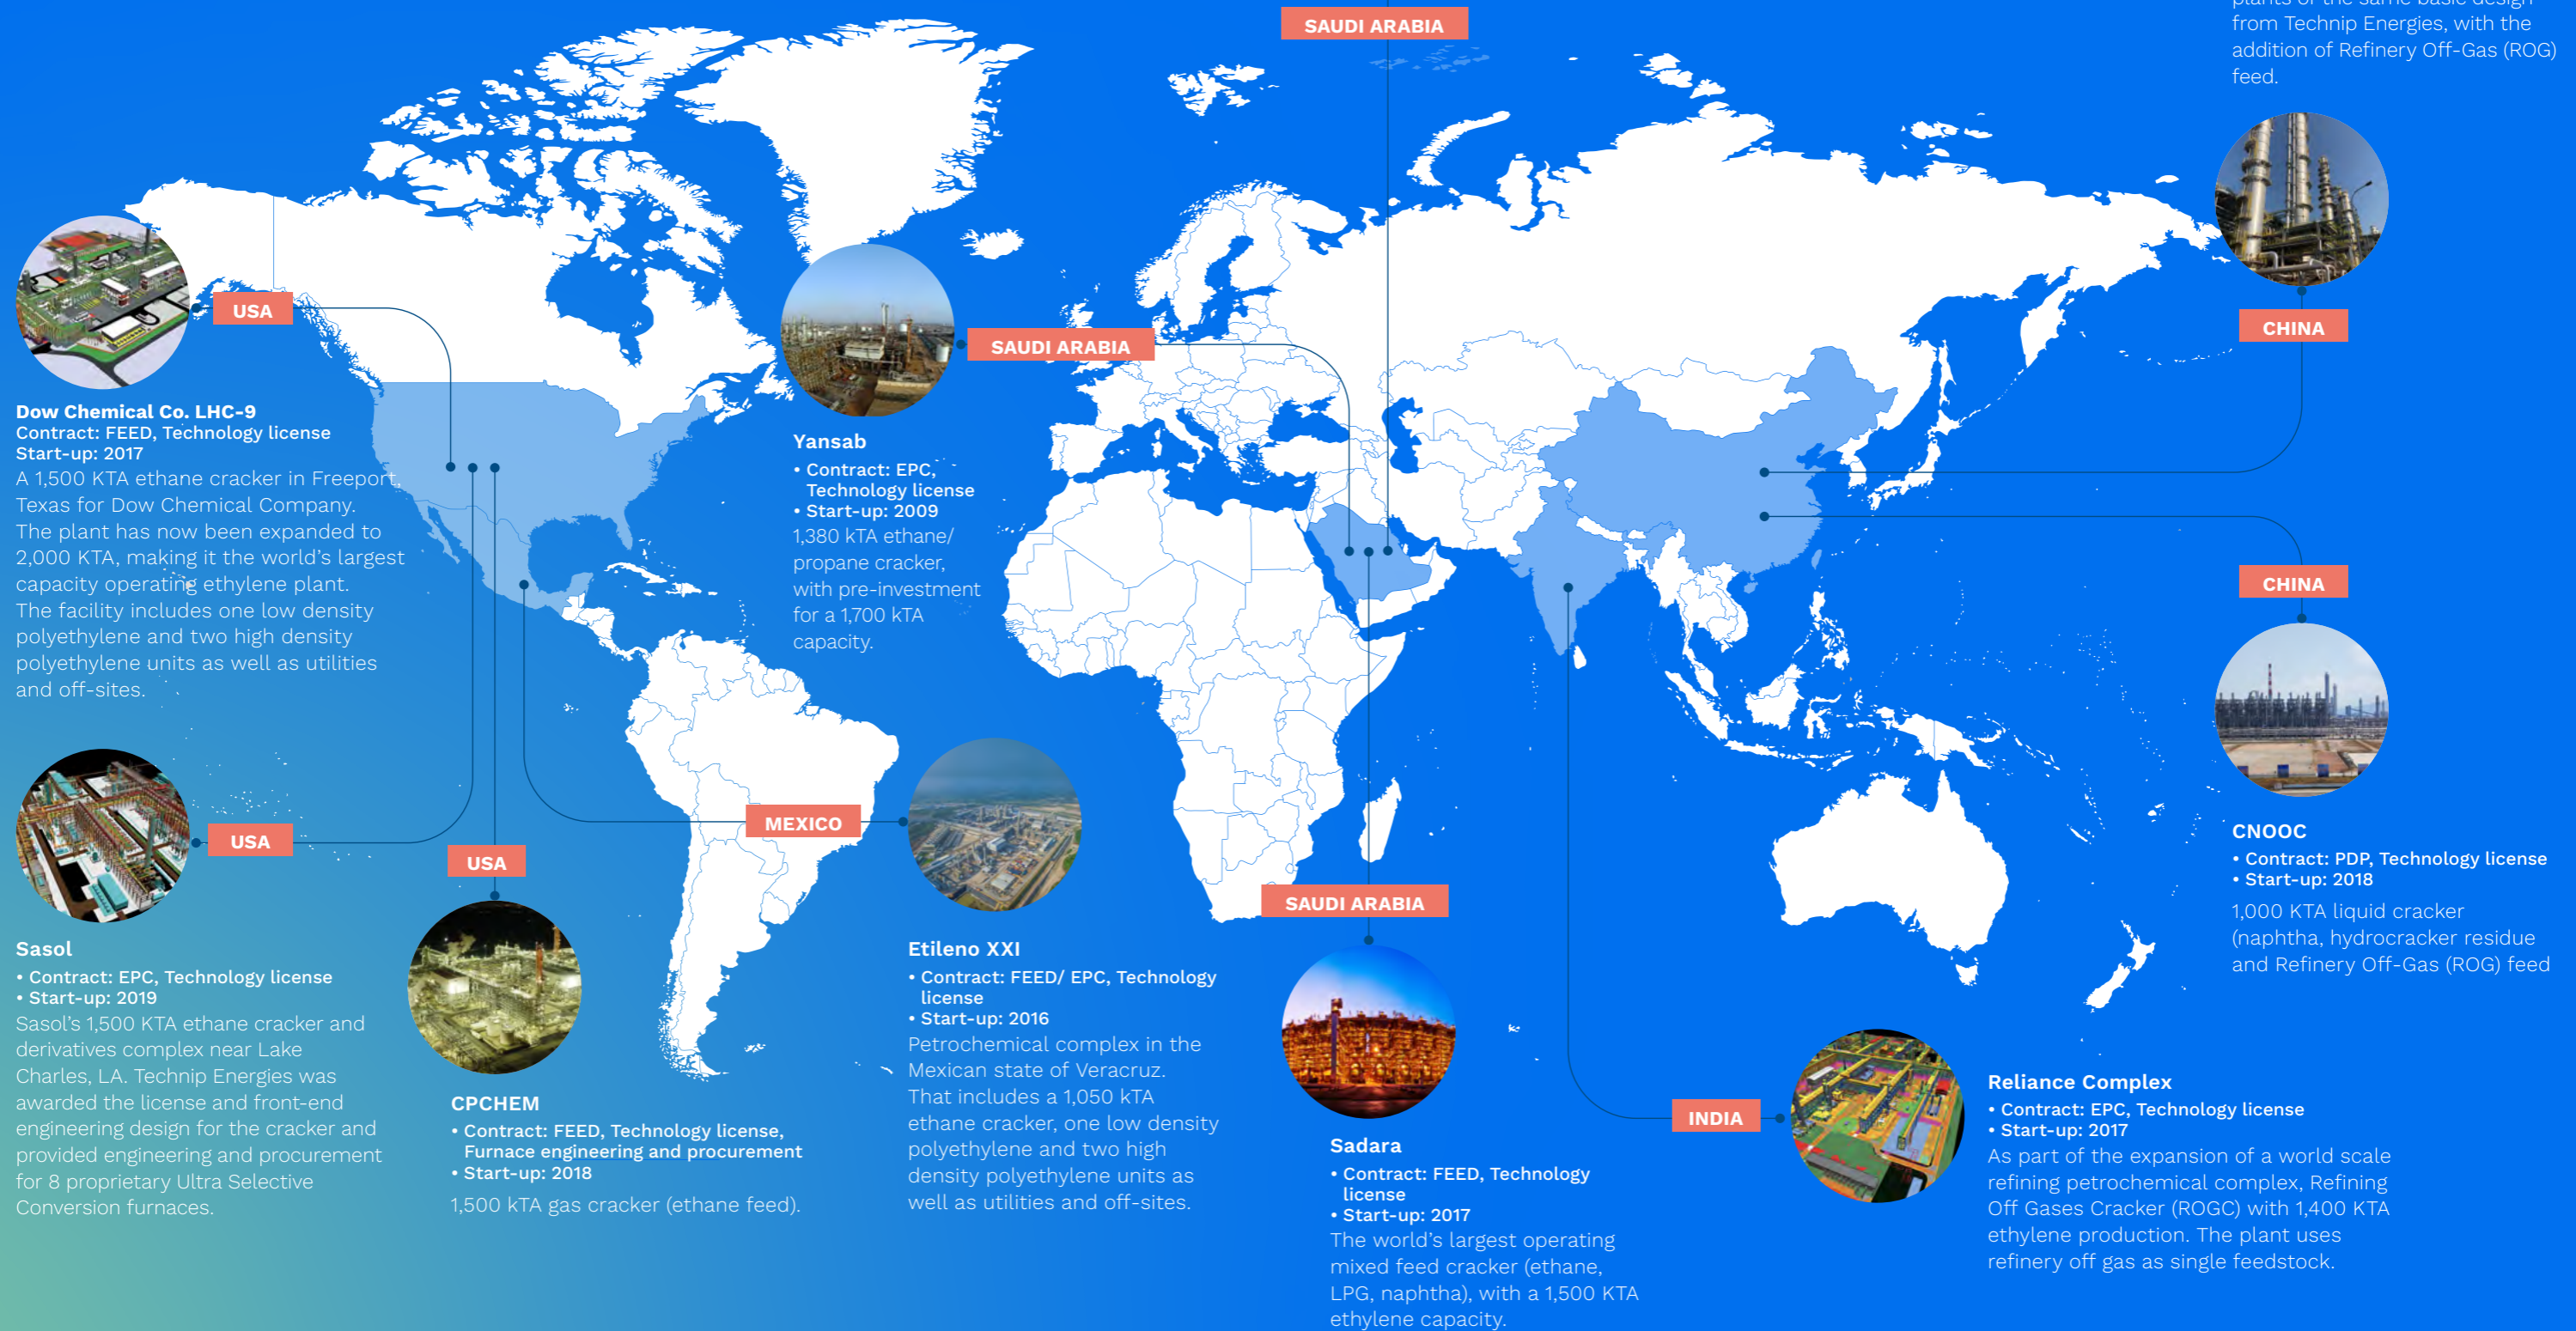 SAUDI ARABIA
plants of the same basic design
from Technip Energies, with the
addition of Refinery Off-Gas (ROG)
feed.
USA
Dow Chemical Co. LHC-9
Contract: FEED, Technology license
Start-up: 2017
A 1,500 KTA ethane cracker in Freeport,
Texas for Dow Chemical Company.
The plant has now been expanded to
2,000 KTA, making it the world's largest
capacity operating ethylene plant.
The facility includes one low density
polyethylene and two high density
polyethylene units as well as utilities
and off-sites.
SAUDI ARABIA
Yansab
• Contract: EPC,
Technology license
• Start-up: 2009
1,380 kTA ethane/
propane cracker,
with pre-investment
for a 1,700 kTA
capacity.
CHINA
CHINA
CNOOC
• Contract: PDP, Technology license
• Start-up: 2018
1,000 KTA liquid cracker
(naphtha, hydrocracker residue
and Refinery Off-Gas (ROG) feed
USA
Sasol
• Contract: EPC, Technology license
• Start-up: 2019
Sasol's 1,500 KTA ethane cracker and
derivatives complex near Lake
Charles, LA. Technip Energies was
awarded the license and front-end
engineering design for the cracker and
provided engineering and procurement
for 8 proprietary Ultra Selective
Conversion furnaces.
USA
CPCHEM
• Contract: FEED, Technology license,
Furnace engineering and procurement
• Start-up: 2018
1,500 kTA gas cracker (ethane feed).
MEXICO
Etileno XXI
• Contract: FEED/ EPC, Technology
license
• Start-up: 2016
Petrochemical complex in the
Mexican state of Veracruz.
That includes a 1,050 kTA
ethane cracker, one low density
polyethylene and two high
density polyethylene units as
well as utilities and off-sites.
SAUDI ARABIA
Sadara
• Contract: FEED, Technology
license
• Start-up: 2017
The world's largest operating
mixed feed cracker (ethane,
LPG, naphtha), with a 1,500 KTA
ethylene capacity.
INDIA
Reliance Complex
• Contract: EPC, Technology license
• Start-up: 2017
As part of the expansion of a world scale
refining petrochemical complex, Refining
Off Gases Cracker (ROGC) with 1,400 KTA
ethylene production. The plant uses
refinery off gas as single feedstock.